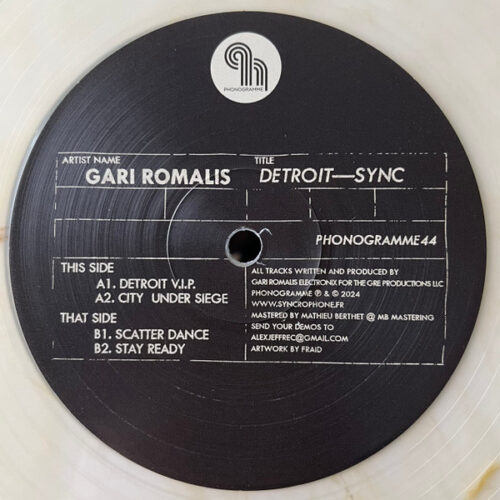 PHONOGRAMME
ARTIST NAME
GARI ROMALIS
TITLE
DETROIT—SYNC
PHONOGRAMME44
THIS SIDE
A1. DETROIT V.I.P.
A2. CITY UNDER SIEGE
THAT SIDE
B1. SCATTER DANCE
B2. STAY READY
ALL TRACKS WRITTEN AND PRODUCED BY
GARI ROMALIS ELECTRONIX FOR THE GRE PRODUCTIONS LLC
PHONOGRAMME ℗ & © 2024
WWW.SYNCROPHONE.FR
MASTERED BY MATHIEU BERTHET @ MB MASTERING
SEND YOUR DEMOS TO
ALEXJEFFREC@GMAIL.COM
ARTWORK BY FRAID